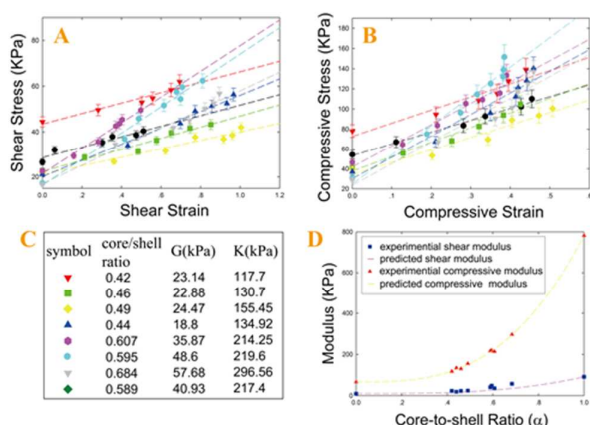 A
B
Shear Stress (KPa)
80
60
40
20
0.0
0.2
0.4
0.6
0.8
1.0
1.2
Shear Strain
Compressive Stress (KPa)
180
160
140
120
100
80
60
40
20
0.0
.1
.2
.3
.4
.5
.6
Compressive Strain
C
symbol core/shell ratio G(kPa) K(kPa)
0.42 23.14 117.7
0.46 22.88 130.7
0.49 24.47 155.45
0.44 18.8 134.92
0.607 35.87 214.25
0.595 48.6 219.6
0.684 57.68 296.56
0.589 40.93 217.4
D
experimental shear modulus
predicted shear modulus
experimental compressive modulus
predicted compressive modulus
Modulus (KPa)
800
600
400
200
0
0.0
.2
.4
.6
.8
1.0
Core-to-shell Ratio (α)